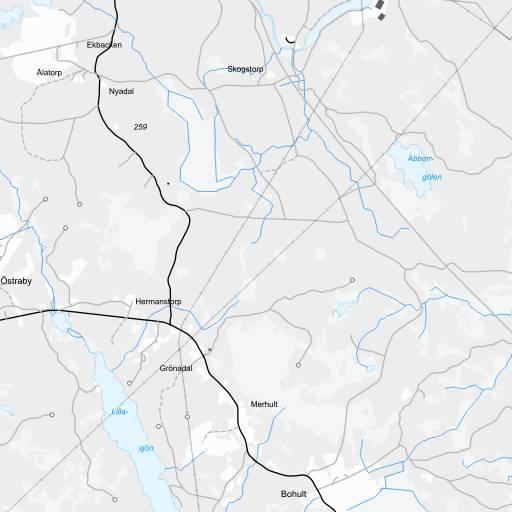 Ekbacken
Ålatorp
Skogstorp
Nyadal
259
Abborr-
gölen
Östraby
Hermanstorp
Grönadal
Merhult
Lilla-
sjön
Bohult